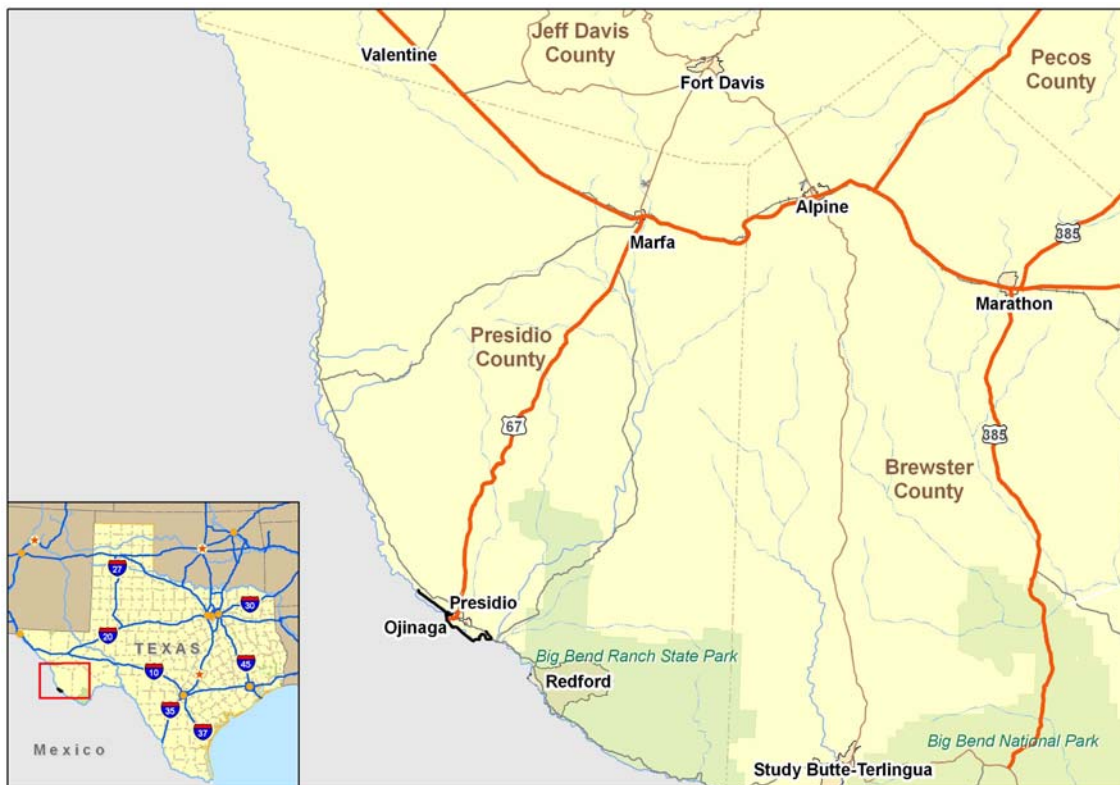 Jeff Davis
County
Valentine
Fort Davis
Pecos
County
Alpine
Marfa
385
Marathon
Presidio
County
67
385
Brewster
County
Presidio
Ojinaga
Big Bend Ranch State Park
Redford
Big Bend National Park
Study Butte-Terlingua
27
30
20
TEXAS
10
45
35
37
Mexico